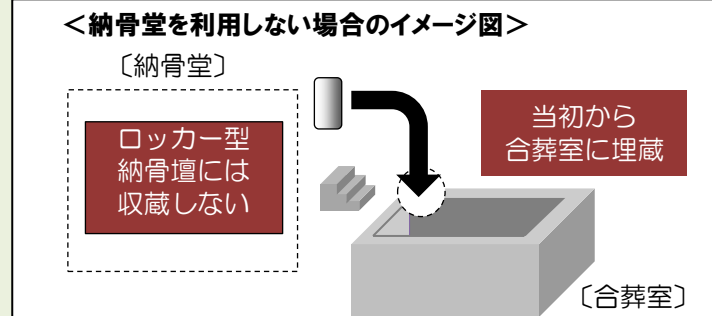 ＜納骨堂を利用しない場合のイメージ図＞
〔納骨堂〕
ロッカー型
納骨壇には
収蔵しない
当初から
合葬室に埋蔵
〔合葬室〕